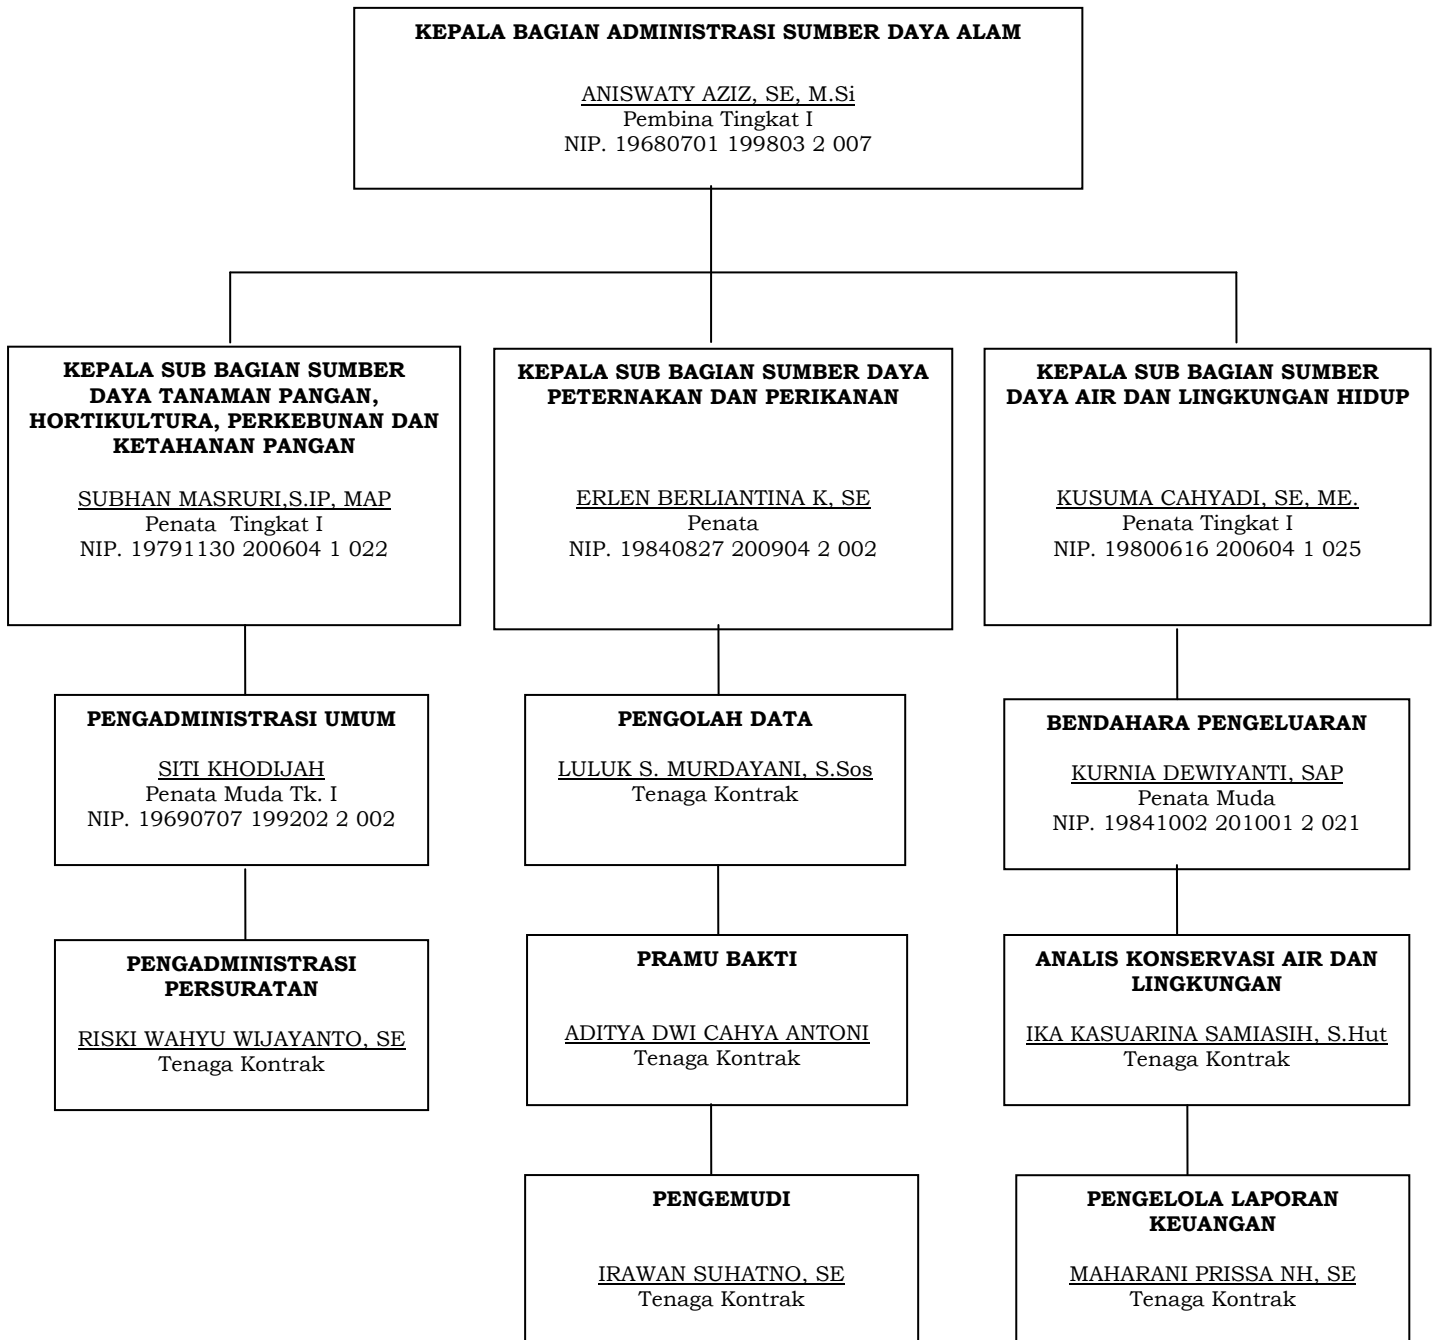 KEPALA BAGIAN ADMINISTRASI SUMBER DAYA ALAM
ANISWATY AZIZ, SE, M.Si
Pembina Tingkat I
NIP. 19680701 199803 2 007
KEPALA SUB BAGIAN SUMBER
DAYA TANAMAN PANGAN,
HORTIKULTURA, PERKEBUNAN DAN
KETAHANAN PANGAN
SUBHAN MASRURI,S.IP, MAP
Penata Tingkat I
NIP. 19791130 200604 1 022
KEPALA SUB BAGIAN SUMBER DAYA
PETERNAKAN DAN PERIKANAN
ERLEN BERLIANTINA K, SE
Penata
NIP. 19840827 200904 2 002
KEPALA SUB BAGIAN SUMBER
DAYA AIR DAN LINGKUNGAN HIDUP
KUSUMA CAHYADI, SE, ME.
Penata Tingkat I
NIP. 19800616 200604 1 025
PENGADMINISTRASI UMUM
SITI KHODIJAH
Penata Muda Tk. I
NIP. 19690707 199202 2 002
PENGOLAH DATA
LULUK S. MURDAYANI, S.Sos
Tenaga Kontrak
BENDAHARA PENGELUARAN
KURNIA DEWIYANTI, SAP
Penata Muda
NIP. 19841002 201001 2 021
PENGADMINISTRASI
PERSURATAN
RISKI WAHYU WIJAYANTO, SE
Tenaga Kontrak
PRAMU BAKTI
ADITYA DWI CAHYA ANTONI
Tenaga Kontrak
ANALIS KONSERVASI AIR DAN
LINGKUNGAN
IKA KASUARINA SAMIASIH, S.Hut
Tenaga Kontrak
PENGEMUDI
IRAWAN SUHATNO, SE
Tenaga Kontrak
PENGELOLA LAPORAN
KEUANGAN
MAHARANI PRISSA NH, SE
Tenaga Kontrak